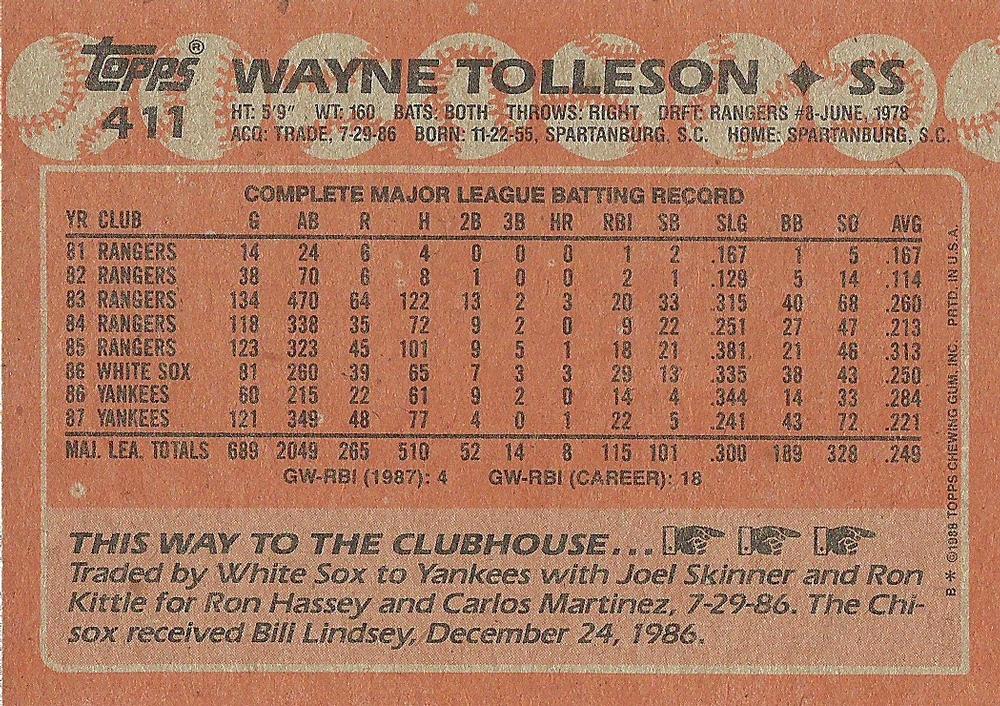 topps® WAYNE TOLLESON ♦ SS
411 HT: 5'9" WT: 160 BATS: BOTH THROWS: RIGHT DRFT: RANGERS #8-JUNE, 1978
ACQ: TRADE, 7-29-86 BORN: 11-22-55, SPARTANBURG, S.C. HOME: SPARTANBURG, S.C.
COMPLETE MAJOR LEAGUE BATTING RECORD
YR CLUB G AB R H 2B 3B HR RBI SB SLG BB SO AVG
81 RANGERS 14 24 6 4 0 0 0 1 2 .167 1 5 .167
82 RANGERS 38 70 6 8 1 0 0 2 1 .129 5 14 .114
83 RANGERS 134 470 64 122 13 2 3 20 33 .315 40 68 .260
84 RANGERS 118 338 35 72 9 2 0 9 22 .251 27 47 .213
85 RANGERS 123 323 45 101 9 5 1 18 21 .381 21 46 .313
86 WHITE SOX 81 260 39 65 7 3 3 29 13 .335 38 43 .250
86 YANKEES 60 215 22 61 9 2 0 14 4 .344 14 33 .284
87 YANKEES 121 349 48 77 4 0 1 22 5 .241 43 72 .221
MAJ. LEA. TOTALS 689 2049 265 510 52 14 8 115 101 .300 189 328 .249
GW-RBI (1987): 4 GW-RBI (CAREER): 18
THIS WAY TO THE CLUBHOUSE...
Traded by White Sox to Yankees with Joel Skinner and Ron
Kittle for Ron Hassey and Carlos Martinez, 7-29-86. The Chi-
sox received Bill Lindsey, December 24, 1986.
B * ©1988 TOPPS CHEWING GUM, INC. PRTD. IN U.S.A.